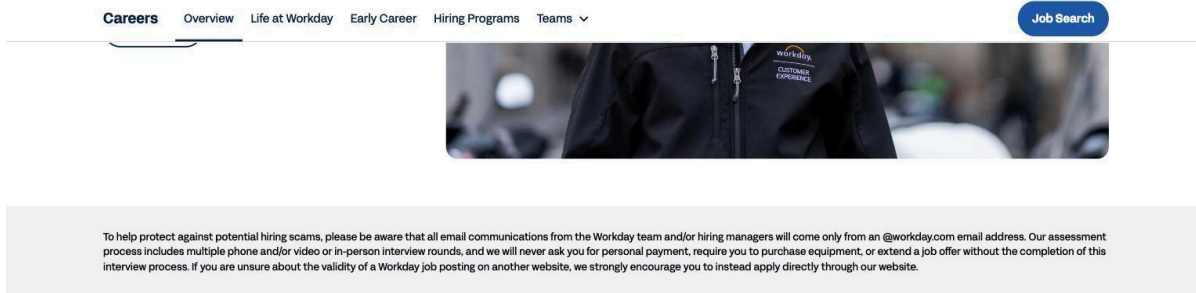 Careers Overview Life at Workday Early Career Hiring Programs Teams Job Search
workday.
CUSTOMER
EXPERIENCE
To help protect against potential hiring scams, please be aware that all email communications from the Workday team and/or hiring managers will come only from an @workday.com email address. Our assessment
process includes multiple phone and/or video or in-person interview rounds, and we will never ask you for personal payment, require you to purchase equipment, or extend a job offer without the completion of this
interview process. If you are unsure about the validity of a Workday job posting on another website, we strongly encourage you to instead apply directly through our website.